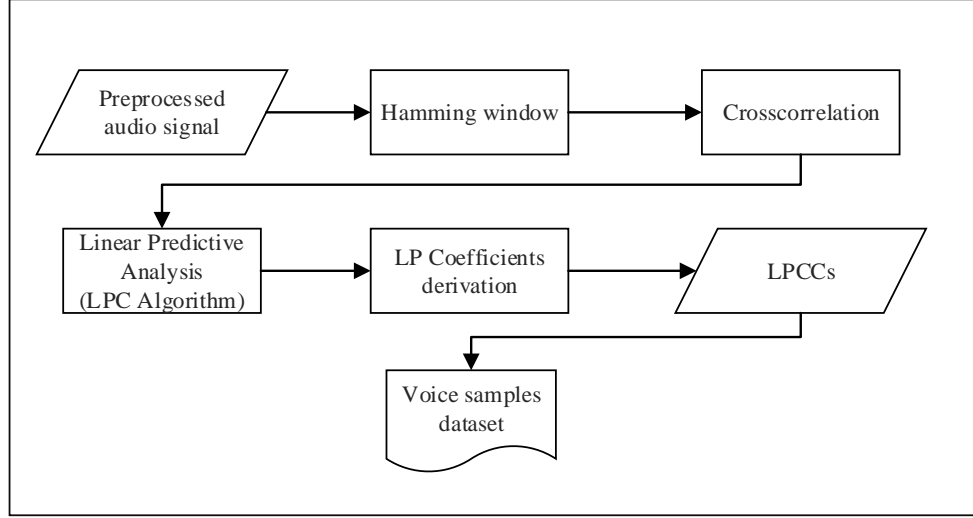 Preprocessed
audio signal
Hamming window
Crosscorrelation
Linear Predictive
Analysis
(LPC Algorithm)
LP Coefficients
derivation
LPCCs
Voice samples
dataset